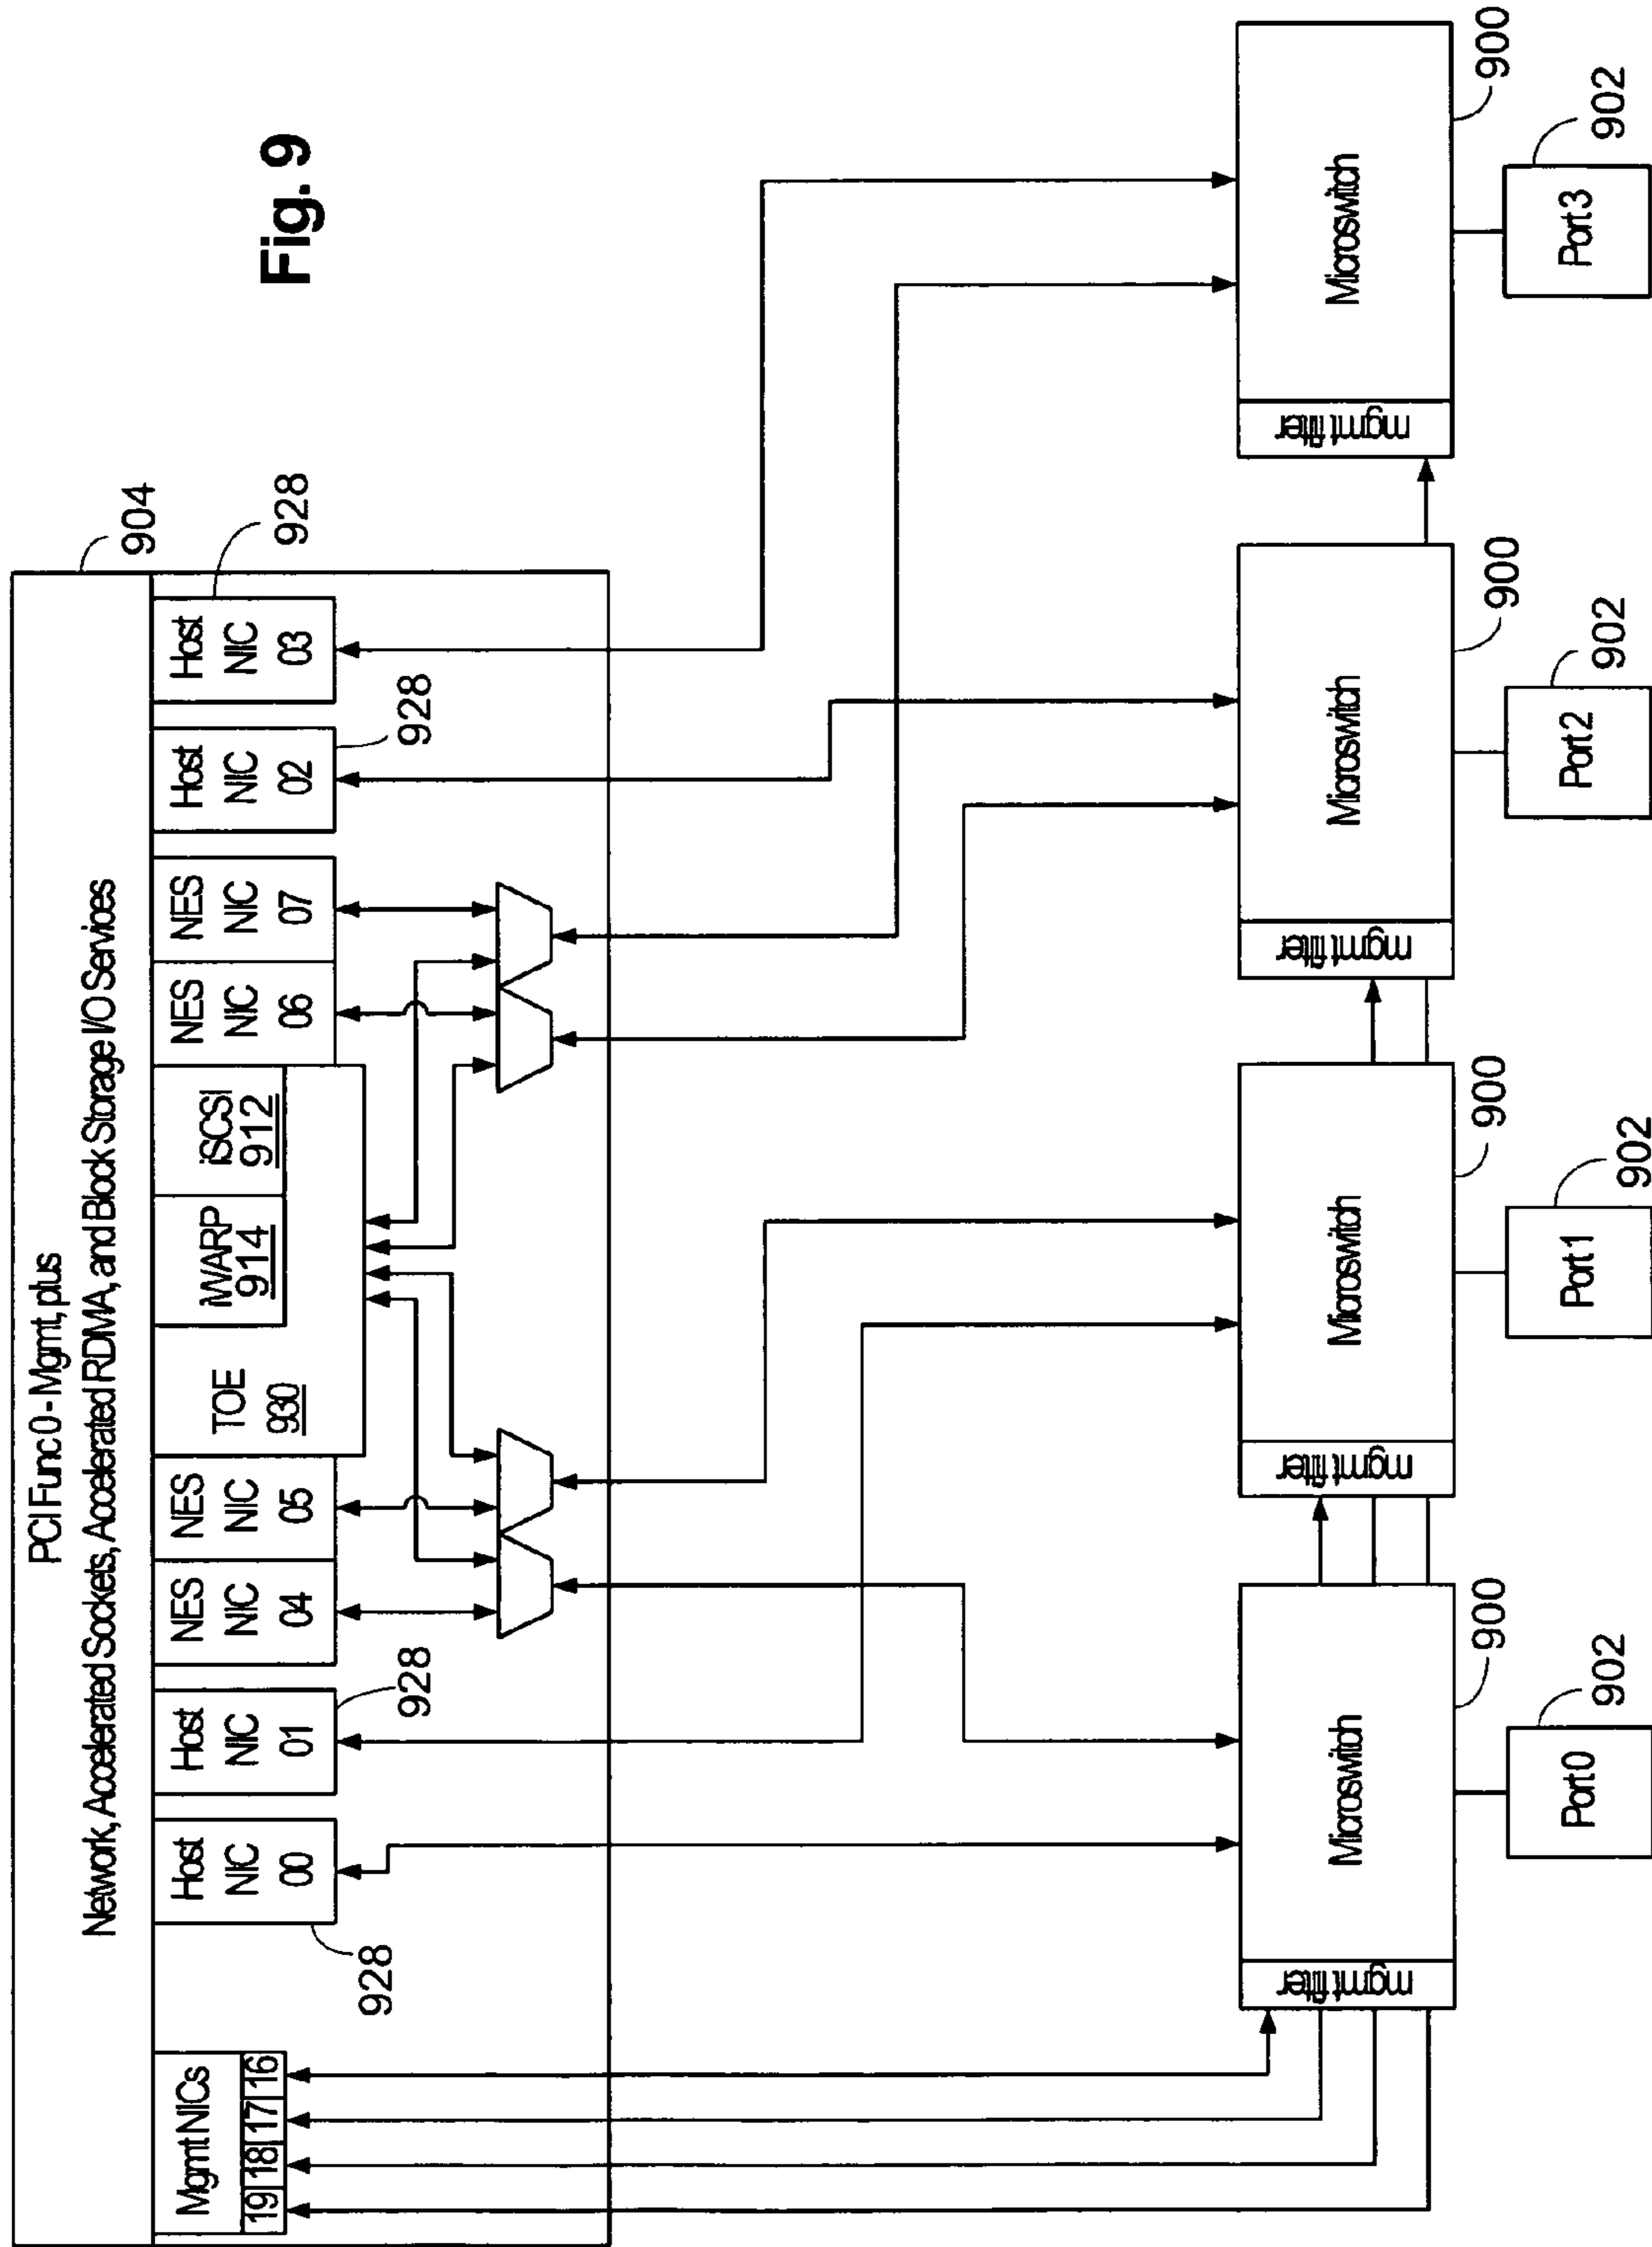 PCI Func 0 - Mgmt, plus
Network, Accelerated Sockets, Accelerated RDMA, and Block Storage I/O Services
904
Mgmt NICs
19 18 17 16
Host NIC 00
928
Host NIC 01
928
NES NIC 04
NES NIC 05
TOE
930
iWARP
914
iSCSI
912
NES NIC 06
NES NIC 07
Host NIC 02
928
Host NIC 03
928
Fig. 9
mgmt filter
Microswitch
900
mgmt filter
Microswitch
900
mgmt filter
Microswitch
900
mgmt filter
Microswitch
900
Port 0
902
Port 1
902
Port 2
902
Port 3
902